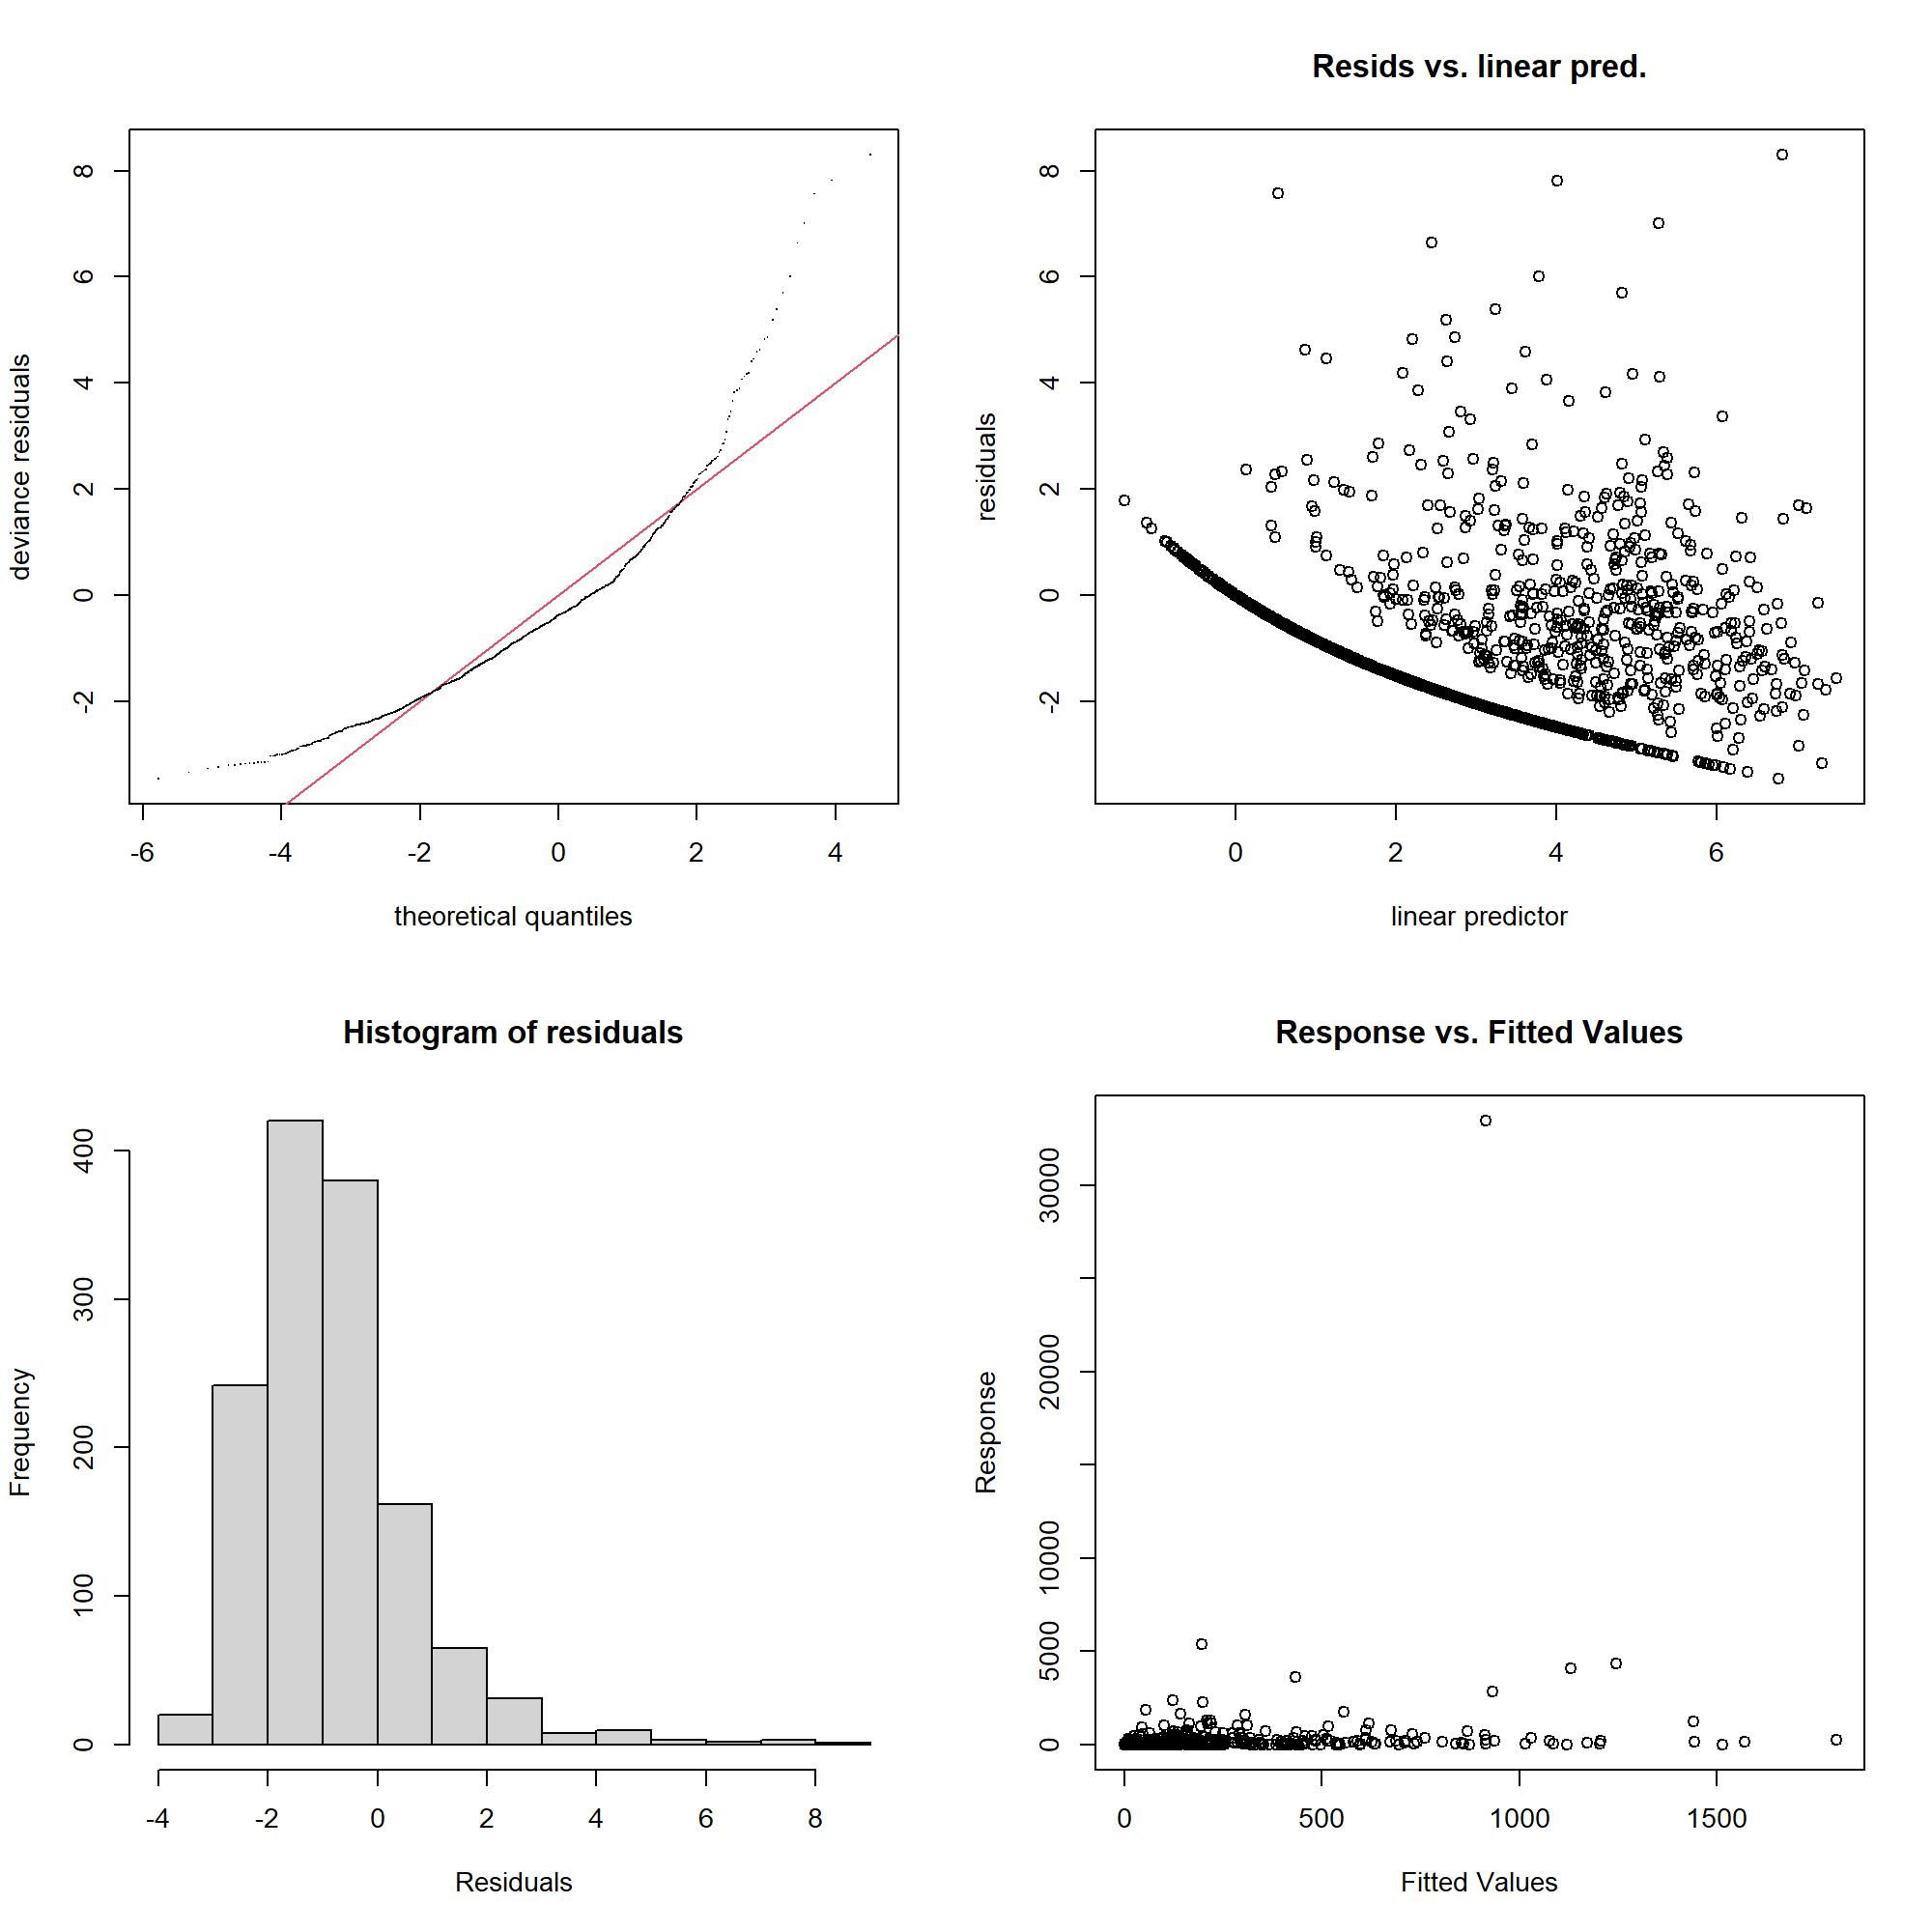 deviance residuals
8
6
4
2
0
-2
-6 -4 -2 0 2 4
theoretical quantiles
Resids vs. linear pred.
residuals
8
6
4
2
0
-2
0 2 4 6
linear predictor
Histogram of residuals
Frequency
400
300
200
100
0
-4 -2 0 2 4 6 8
Residuals
Response vs. Fitted Values
Response
30000
20000
10000
5000
0
0 500 1000 1500
Fitted Values